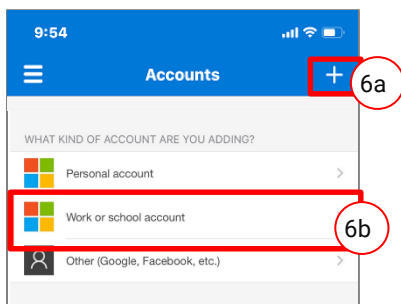 9:54
Accounts +
6a
WHAT KIND OF ACCOUNT ARE YOU ADDING?
Personal account
Work or school account
6b
Other (Google, Facebook, etc.)